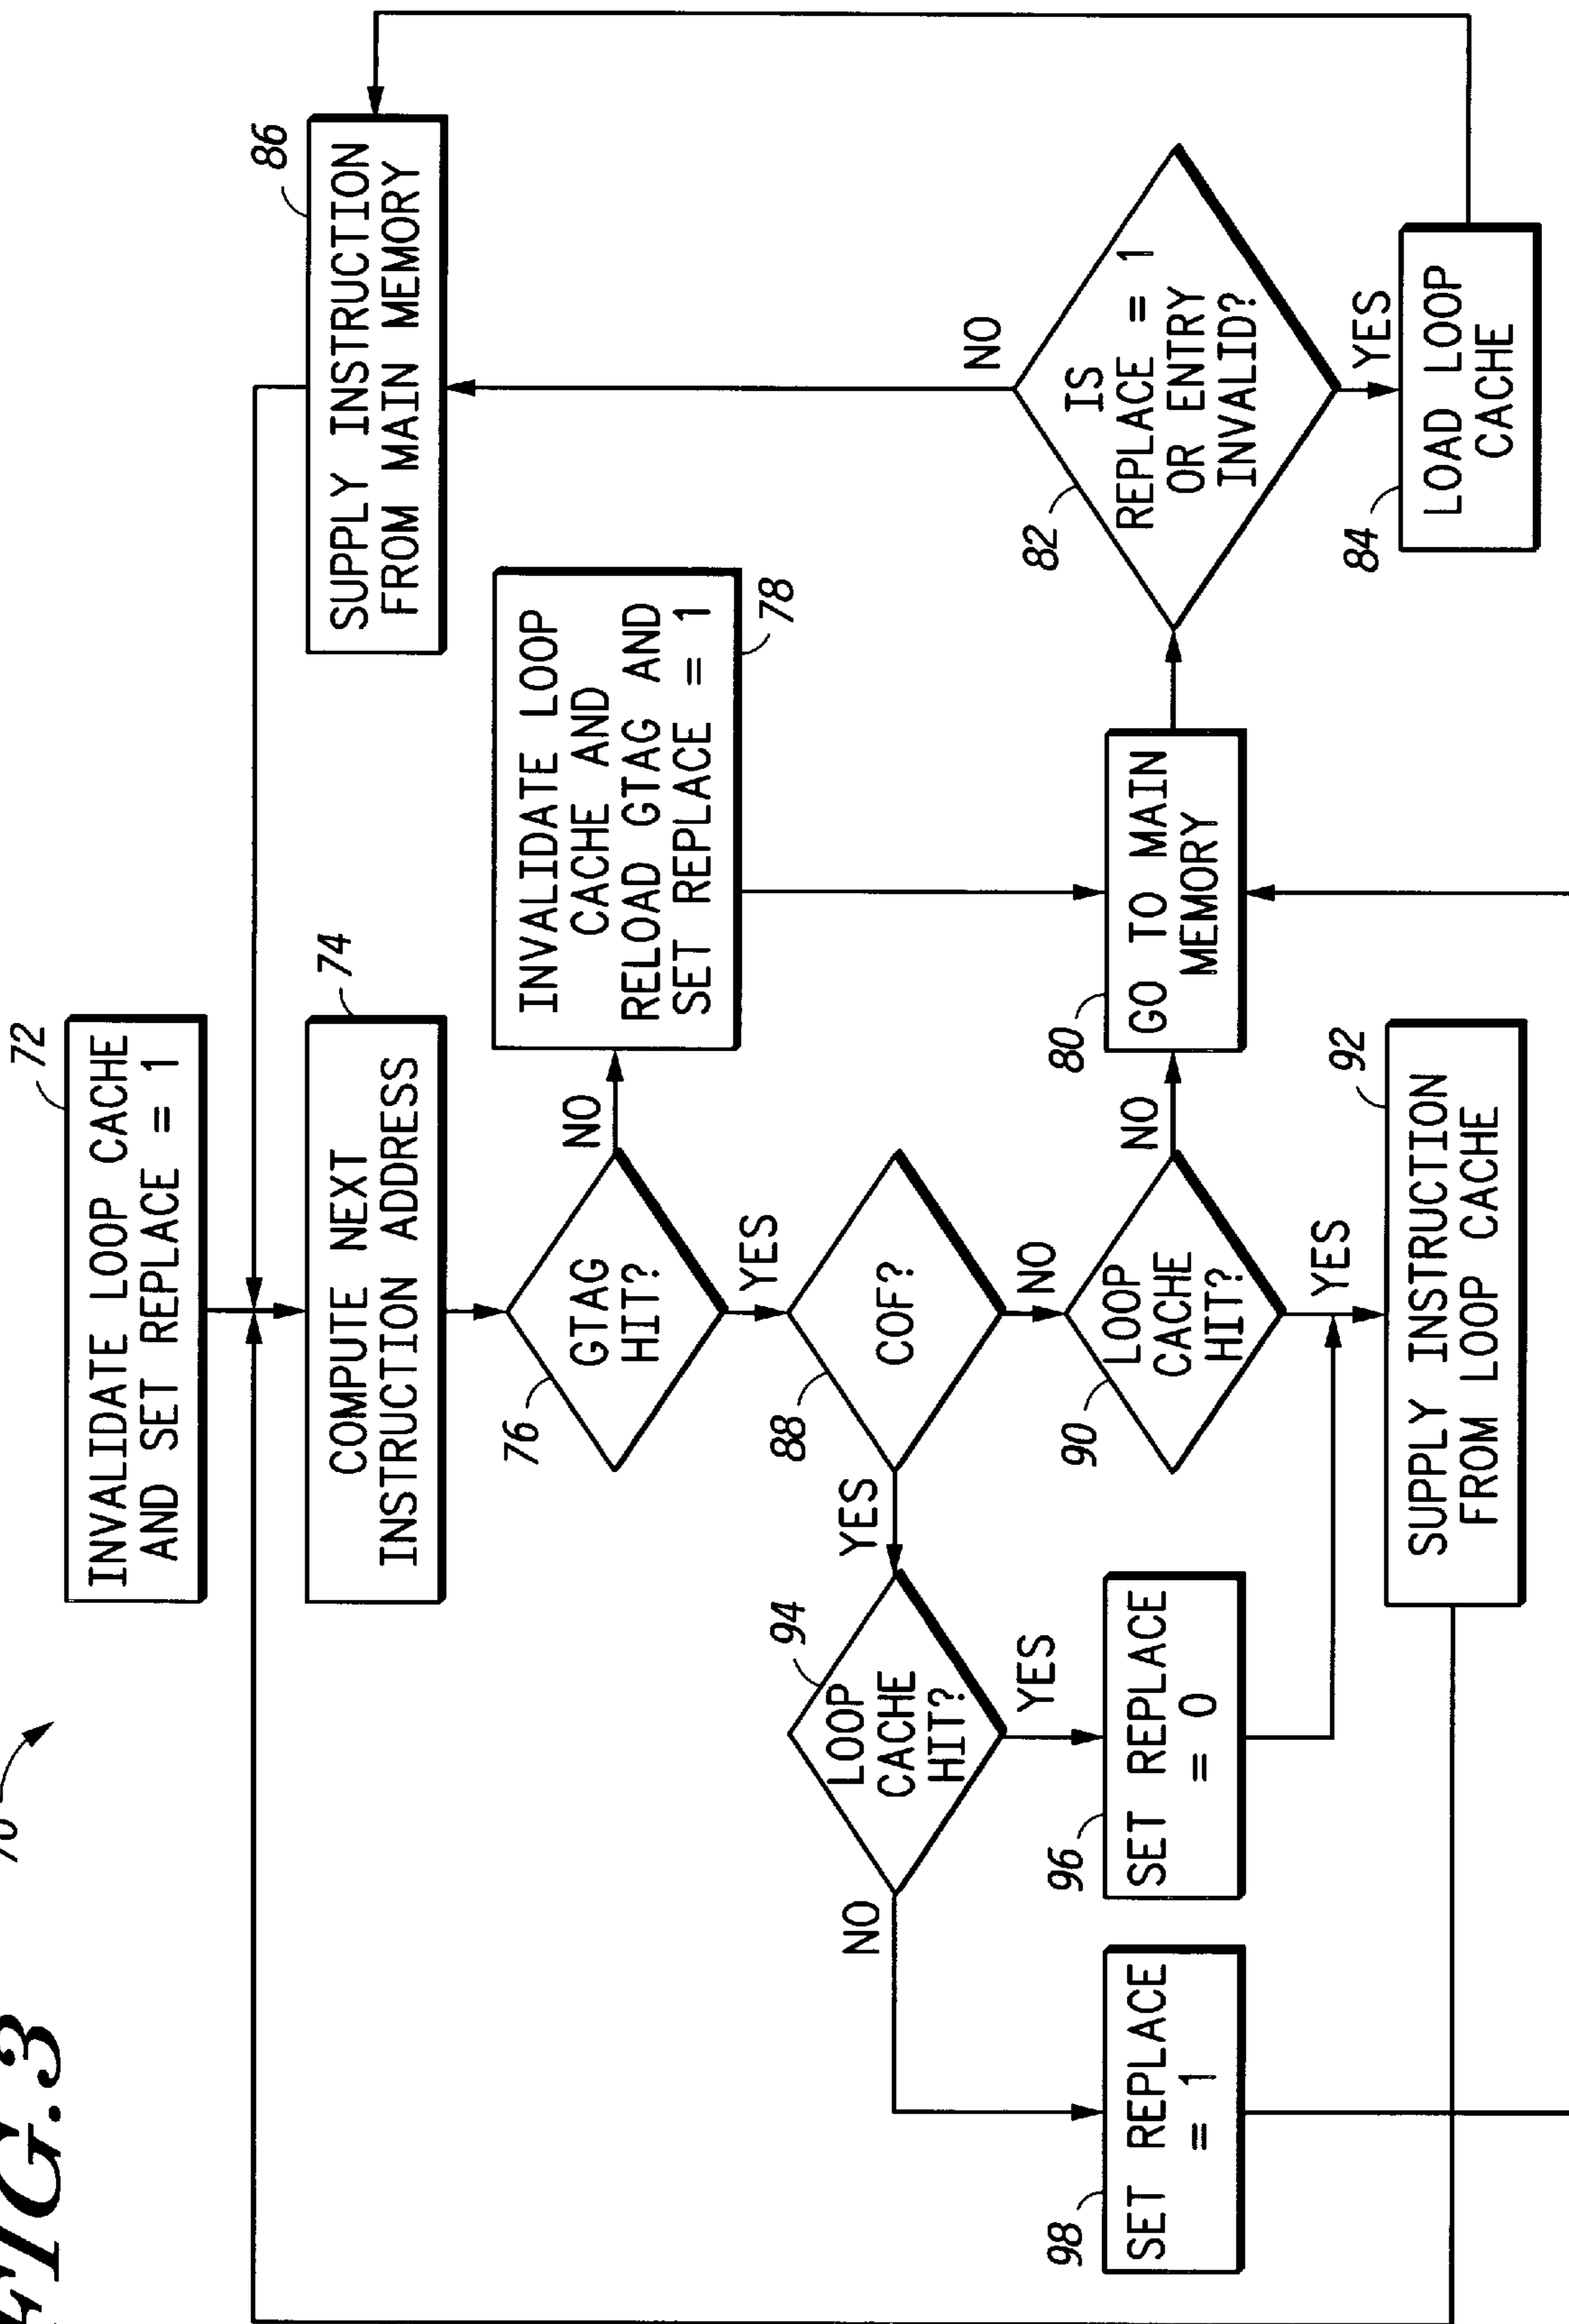 FIG.3
70
72
INVALIDATE LOOP CACHE
AND SET REPLACE = 1
74
COMPUTE NEXT
INSTRUCTION ADDRESS
86
SUPPLY INSTRUCTION
FROM MAIN MEMORY
76
GTAG
HIT?
NO
YES
INVALIDATE LOOP
CACHE AND
RELOAD GTAG AND
SET REPLACE = 1
78
88
COF?
YES
NO
94
LOOP
CACHE
HIT?
NO
YES
90
LOOP
CACHE
HIT?
NO
YES
80
GO TO MAIN
MEMORY
82
IS
REPLACE = 1
OR ENTRY
INVALID?
NO
YES
98
SET REPLACE
= 1
96
SET REPLACE
= 0
92
SUPPLY INSTRUCTION
FROM LOOP CACHE
84
LOAD LOOP
CACHE